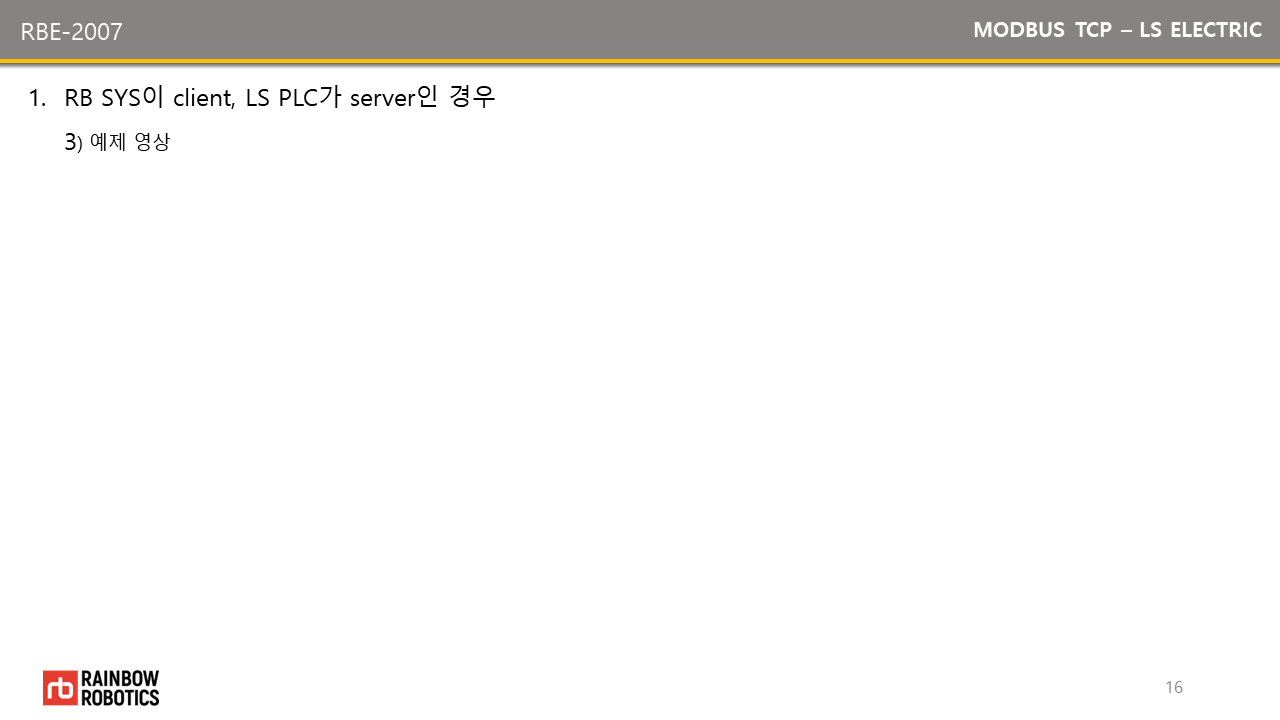 RBE-2007
MODBUS TCP – LS ELECTRIC
1. RB SYS이 client, LS PLC가 server인 경우
3) 예제 영상
rb RAINBOW
ROBOTICS
16